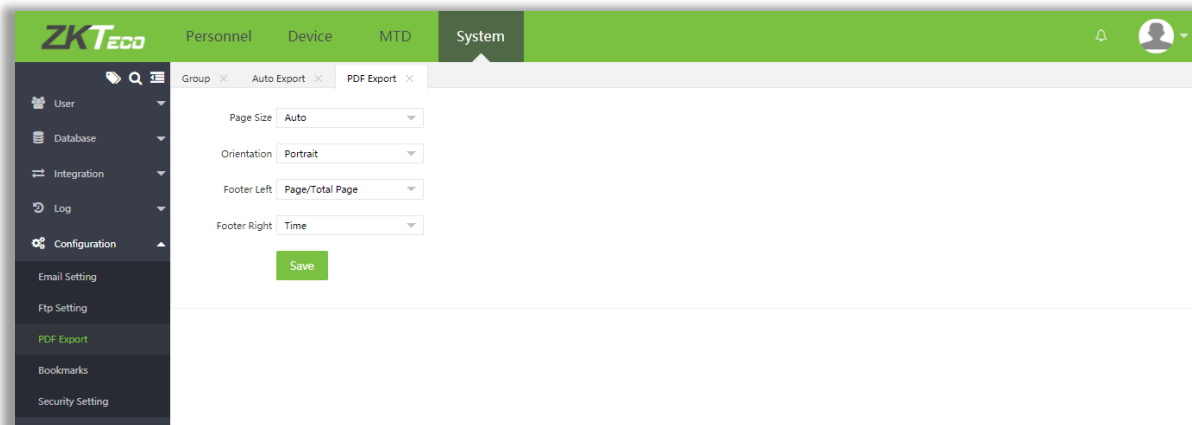 ZKTECO Personnel Device MTD System
Group Auto Export PDF Export
User
Database
Integration
Log
Configuration
Email Setting
Ftp Setting
PDF Export
Bookmarks
Security Setting
Page Size Auto
Orientation Portrait
Footer Left Page/Total Page
Footer Right Time
Save